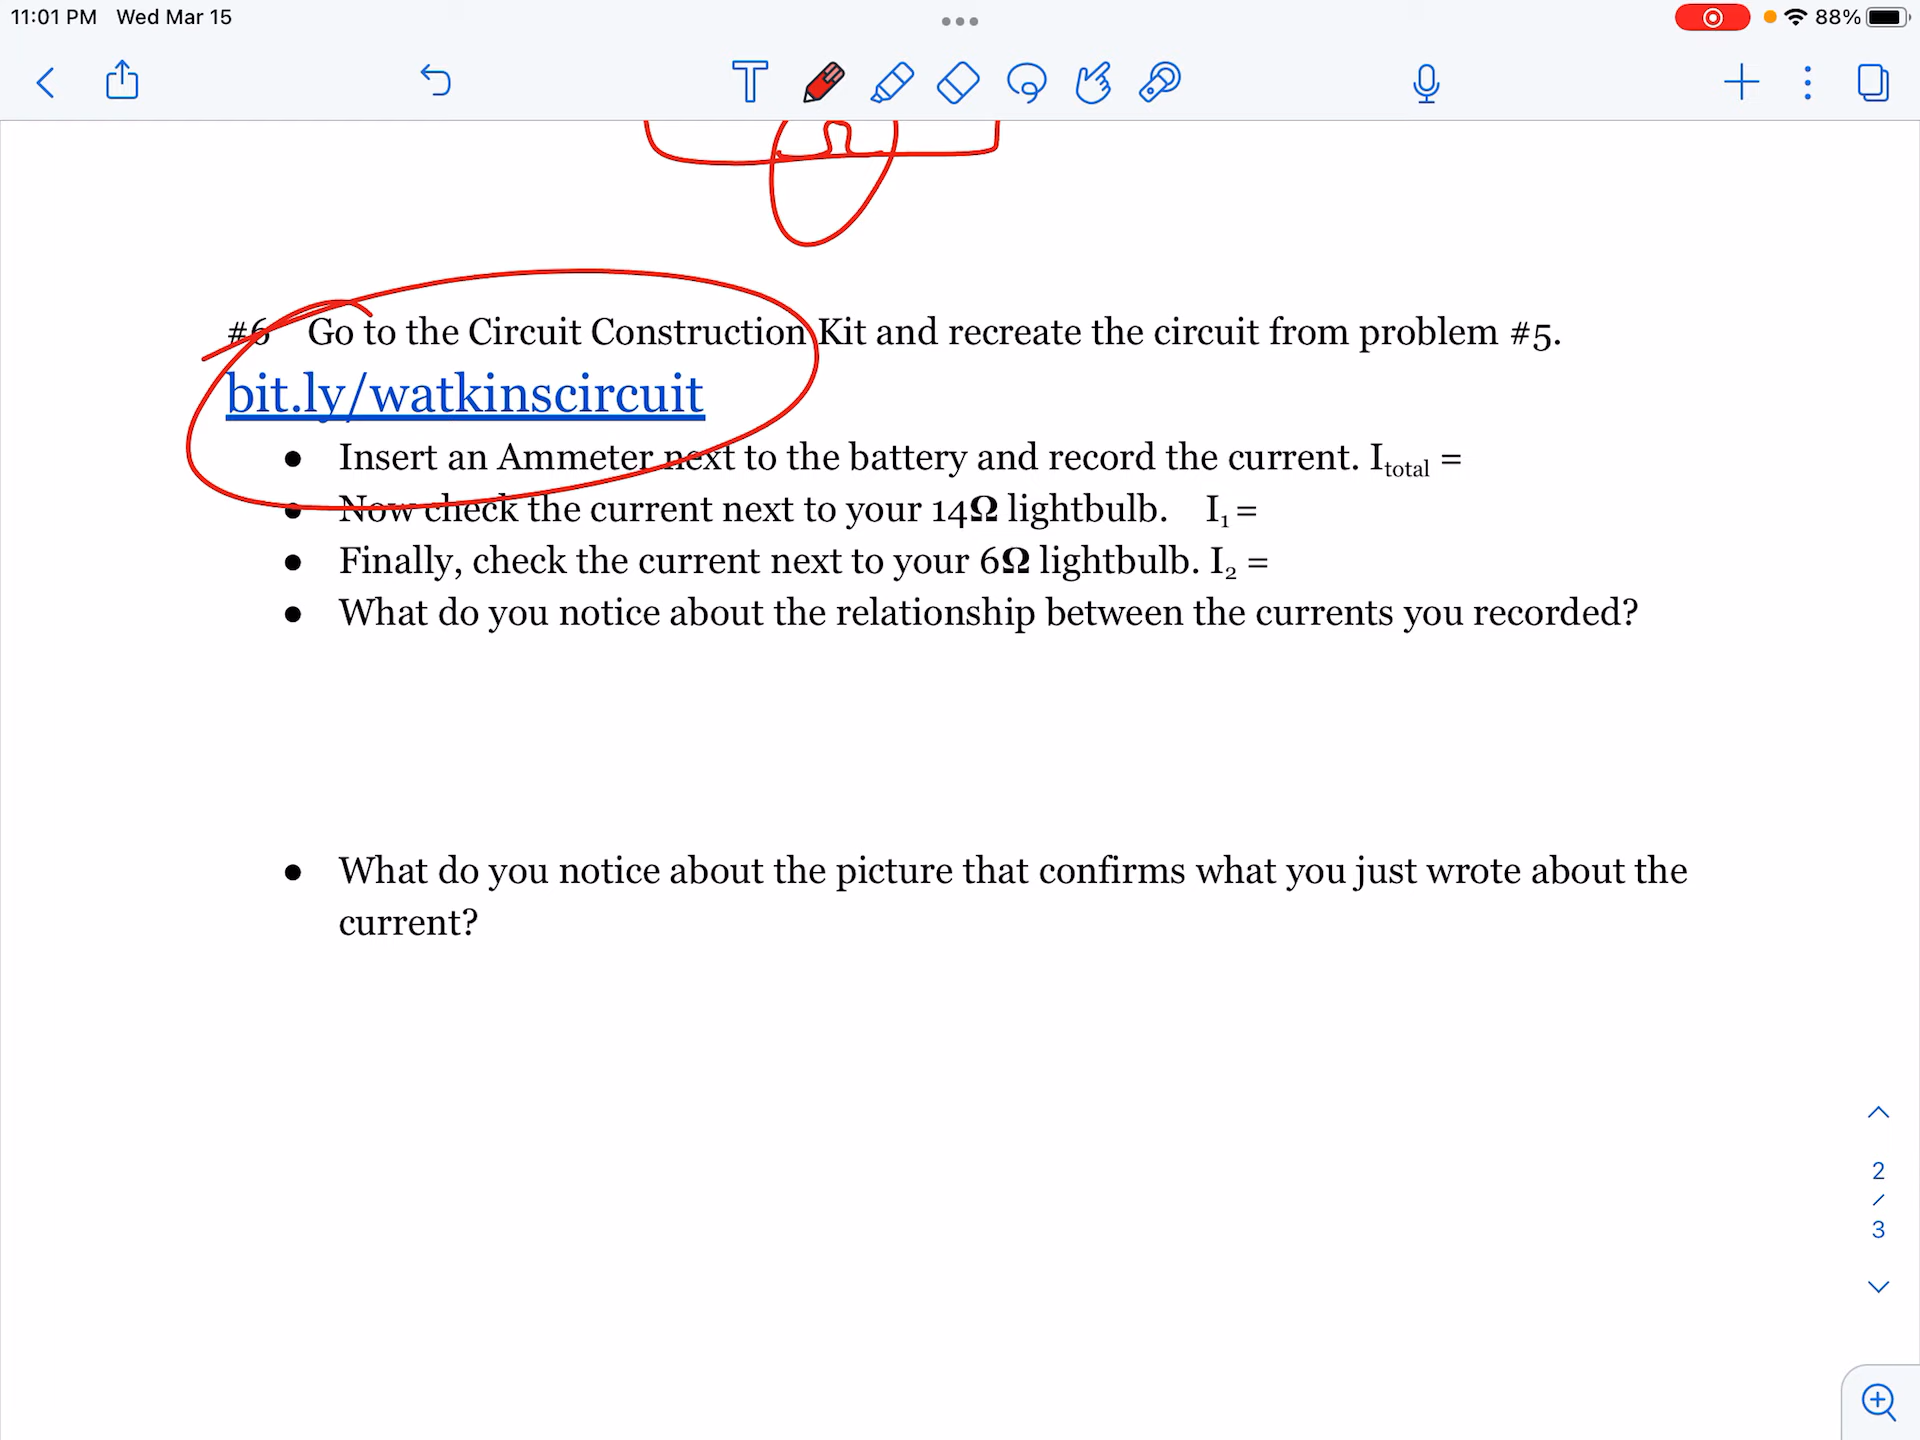 11:01 PM Wed Mar 15
88%
#6 Go to the Circuit Construction Kit and recreate the circuit from problem #5.
bit.ly/watkinscircuit
● Insert an Ammeter next to the battery and record the current. Itotal =
● Now check the current next to your 14Ω lightbulb. I1 =
● Finally, check the current next to your 6Ω lightbulb. I2 =
● What do you notice about the relationship between the currents you recorded?
● What do you notice about the picture that confirms what you just wrote about the
current?
2
/
3